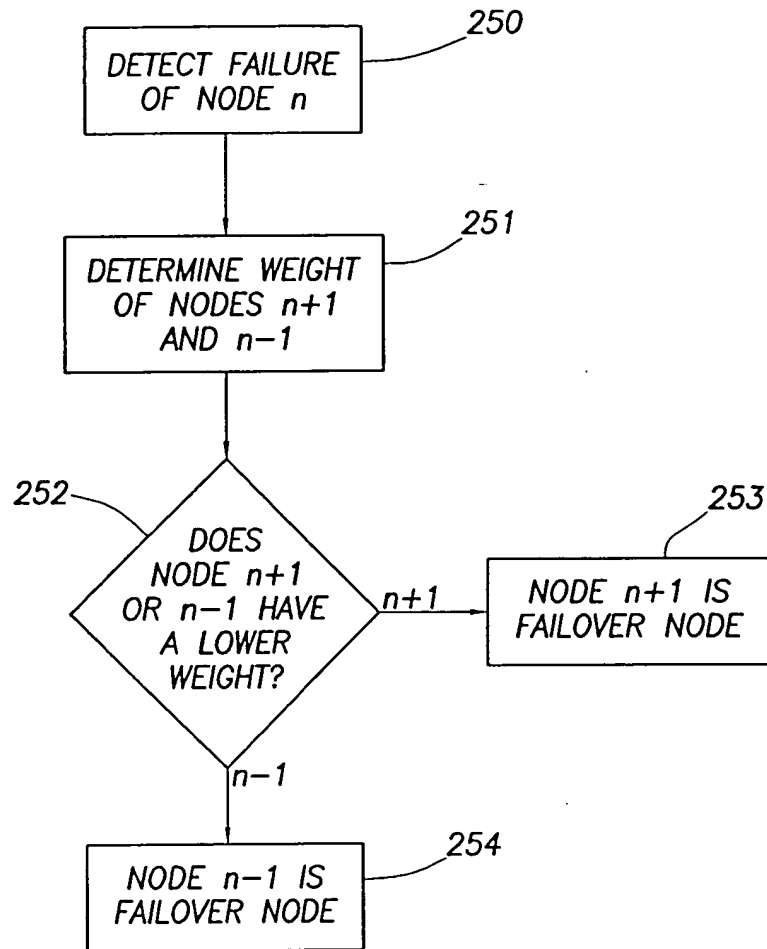 250
DETECT FAILURE
OF NODE n
251
DETERMINE WEIGHT
OF NODES n+1
AND n-1
252
DOES
NODE n+1
OR n-1 HAVE
A LOWER
WEIGHT?
n+1
253
NODE n+1 IS
FAILOVER NODE
n-1
254
NODE n-1 IS
FAILOVER NODE